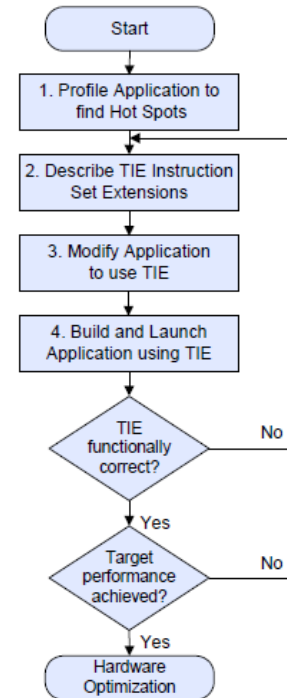 Start
1. Profile Application to
find Hot Spots
2. Describe TIE Instruction
Set Extensions
3. Modify Application
to use TIE
4. Build and Launch
Application using TIE
TIE
functionally
correct?
No
Yes
Target
performance
achieved?
No
Yes
Hardware
Optimization